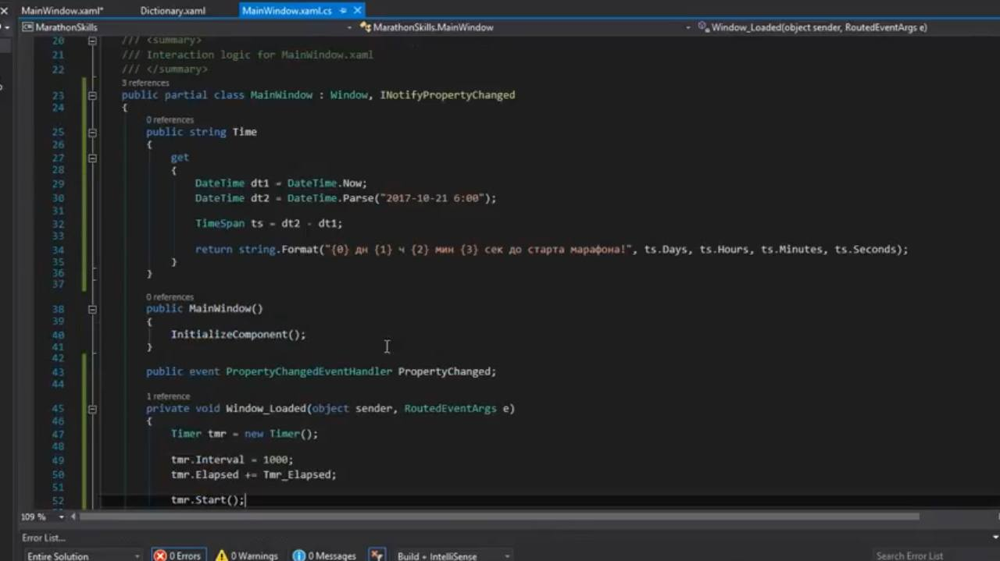 MainWindow.xaml* Dictionary.xaml MainWindow.xaml.cs
MarathonSkills MarathonSkills.MainWindow Window_Loaded(object sender, RoutedEventArgs e)
20 /// <summary>
21 /// Interaction logic for MainWindow.xaml
22 /// </summary>
3 references
23 public partial class MainWindow : Window, INotifyPropertyChanged
24 {
0 references
25 public string Time
26 {
27 get
28 {
29 DateTime dt1 = DateTime.Now;
30 DateTime dt2 = DateTime.Parse("2017-10-21 6:00");
31
32 TimeSpan ts = dt2 - dt1;
33
34 return string.Format("{0} дн {1} ч {2} мин {3} сек до старта марафона!", ts.Days, ts.Hours, ts.Minutes, ts.Seconds);
35 }
36 }
37
0 references
38 public MainWindow()
39 {
40 InitializeComponent();
41 }
42
43 public event PropertyChangedEventHandler PropertyChanged;
44
1 reference
45 private void Window_Loaded(object sender, RoutedEventArgs e)
46 {
47 Timer tmr = new Timer();
48
49 tmr.Interval = 1000;
50 tmr.Elapsed += Tmr_Elapsed;
51
52 tmr.Start();
109 %
Error List...
Entire Solution 0 Errors 0 Warnings 0 Messages Build + IntelliSense Search Error List